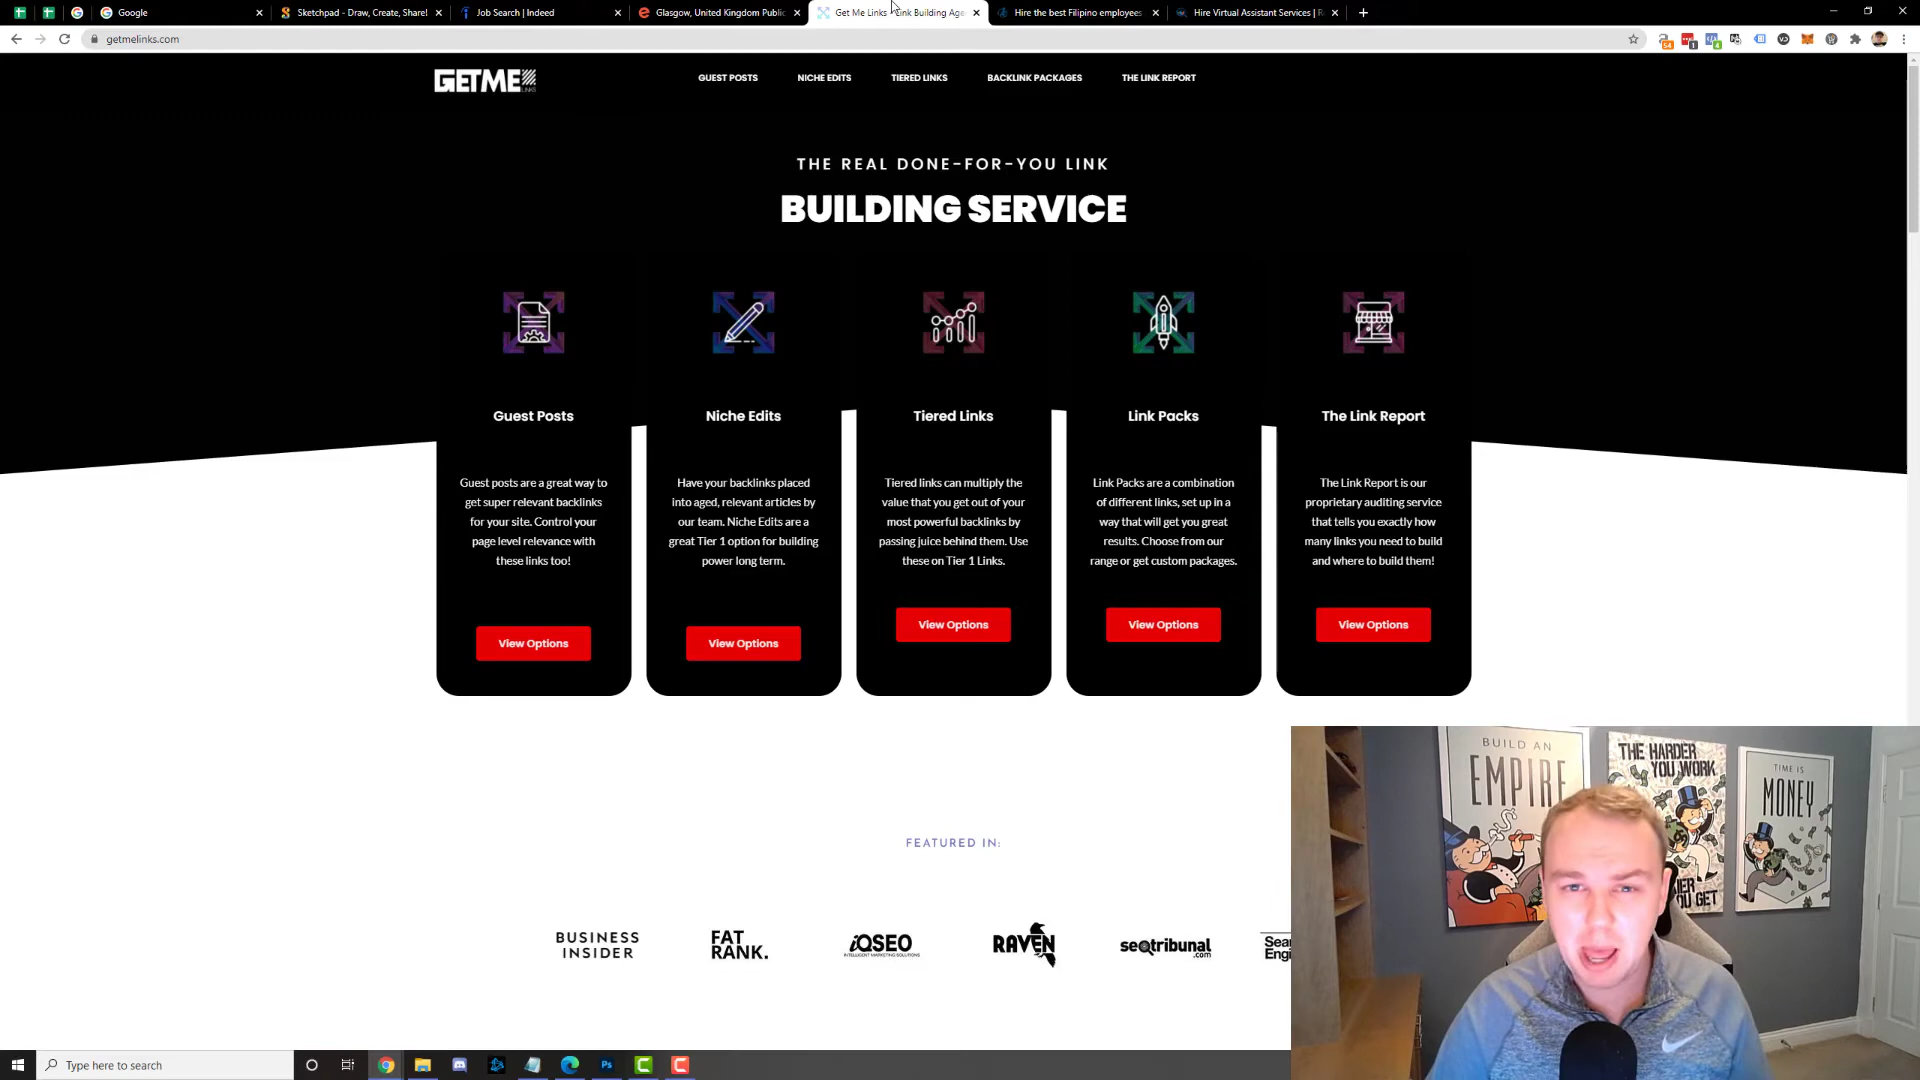 Google
Sketchpad - Draw, Create, Share!
Job Search | Indeed
Glasgow, United Kingdom Public
Get Me Links - Link Building Age
Hire the best Filipino employees
Hire Virtual Assistant Services | R
getmelinks.com
GETME LINKS
GUEST POSTS
NICHE EDITS
TIERED LINKS
BACKLINK PACKAGES
THE LINK REPORT
THE REAL DONE-FOR-YOU LINK
BUILDING SERVICE
Guest Posts
Guest posts are a great way to
get super relevant backlinks
for your site. Control your
page level relevance with
these links too!
View Options
Niche Edits
Have your backlinks placed
into aged, relevant articles by
our team. Niche Edits are a
great Tier 1 option for building
power long term.
View Options
Tiered Links
Tiered links can multiply the
value that you get out of your
most powerful backlinks by
passing juice behind them. Use
these on Tier 1 Links.
View Options
Link Packs
Link Packs are a combination
of different links, set up in a
way that will get you great
results. Choose from our
range or get custom packages.
View Options
The Link Report
The Link Report is our
proprietary auditing service
that tells you exactly how
many links you need to build
and where to build them!
View Options
FEATURED IN:
BUSINESS
INSIDER
FAT
RANK.
iQSEO
INTELLIGENT MARKETING SOLUTIONS
RAVEN
seotribunal
.com
Sear
Engi
BUILD AN
EMPIRE
THE HARDER
YOU WORK
YOU GET
TIME IS
MONEY
Type here to search